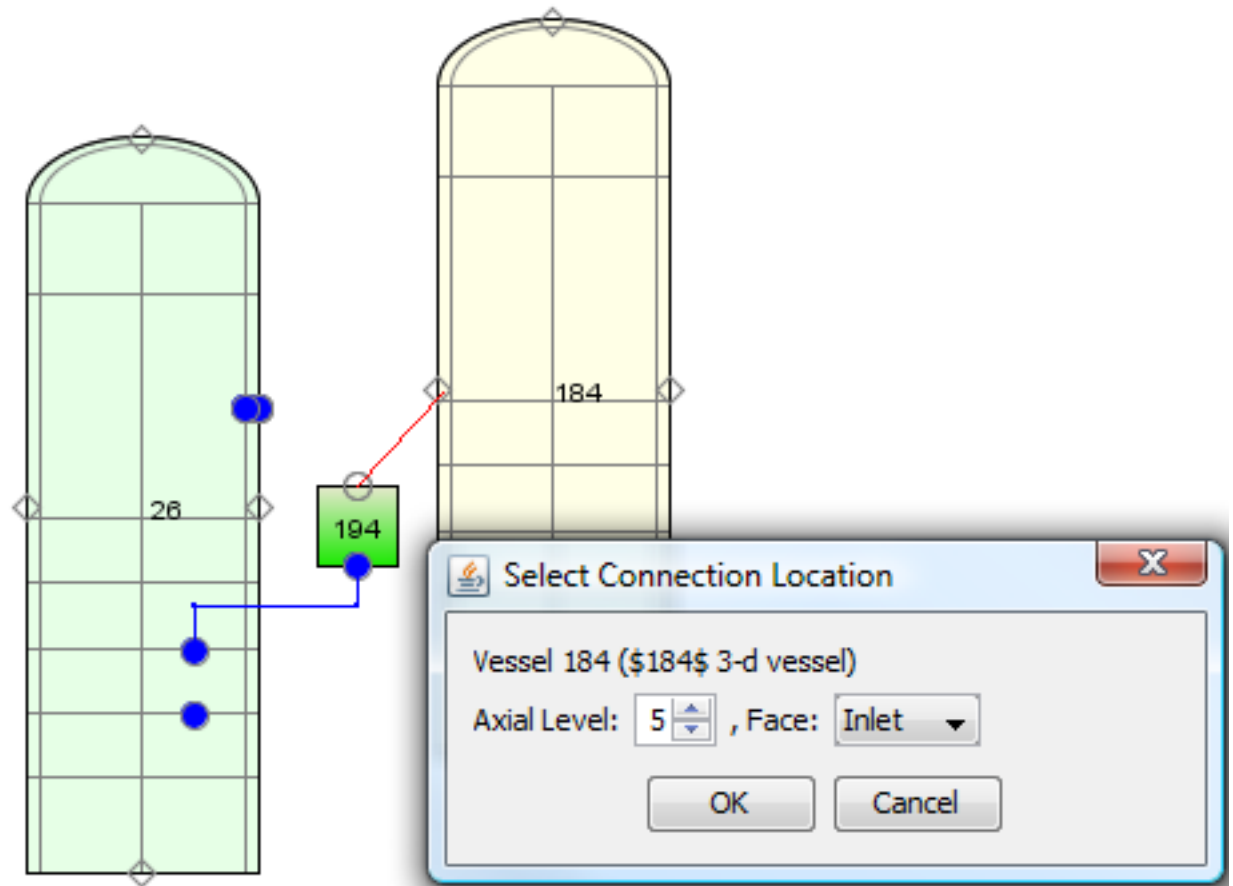 184
26
194
Select Connection Location
Vessel 184 ($184$ 3-d vessel)
Axial Level: 5 , Face: Inlet
OK Cancel